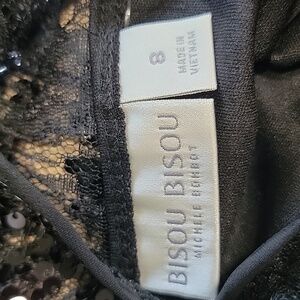 8
MADE IN
VIETNAM
BISOU BISOU
MICHELE BOHBOT